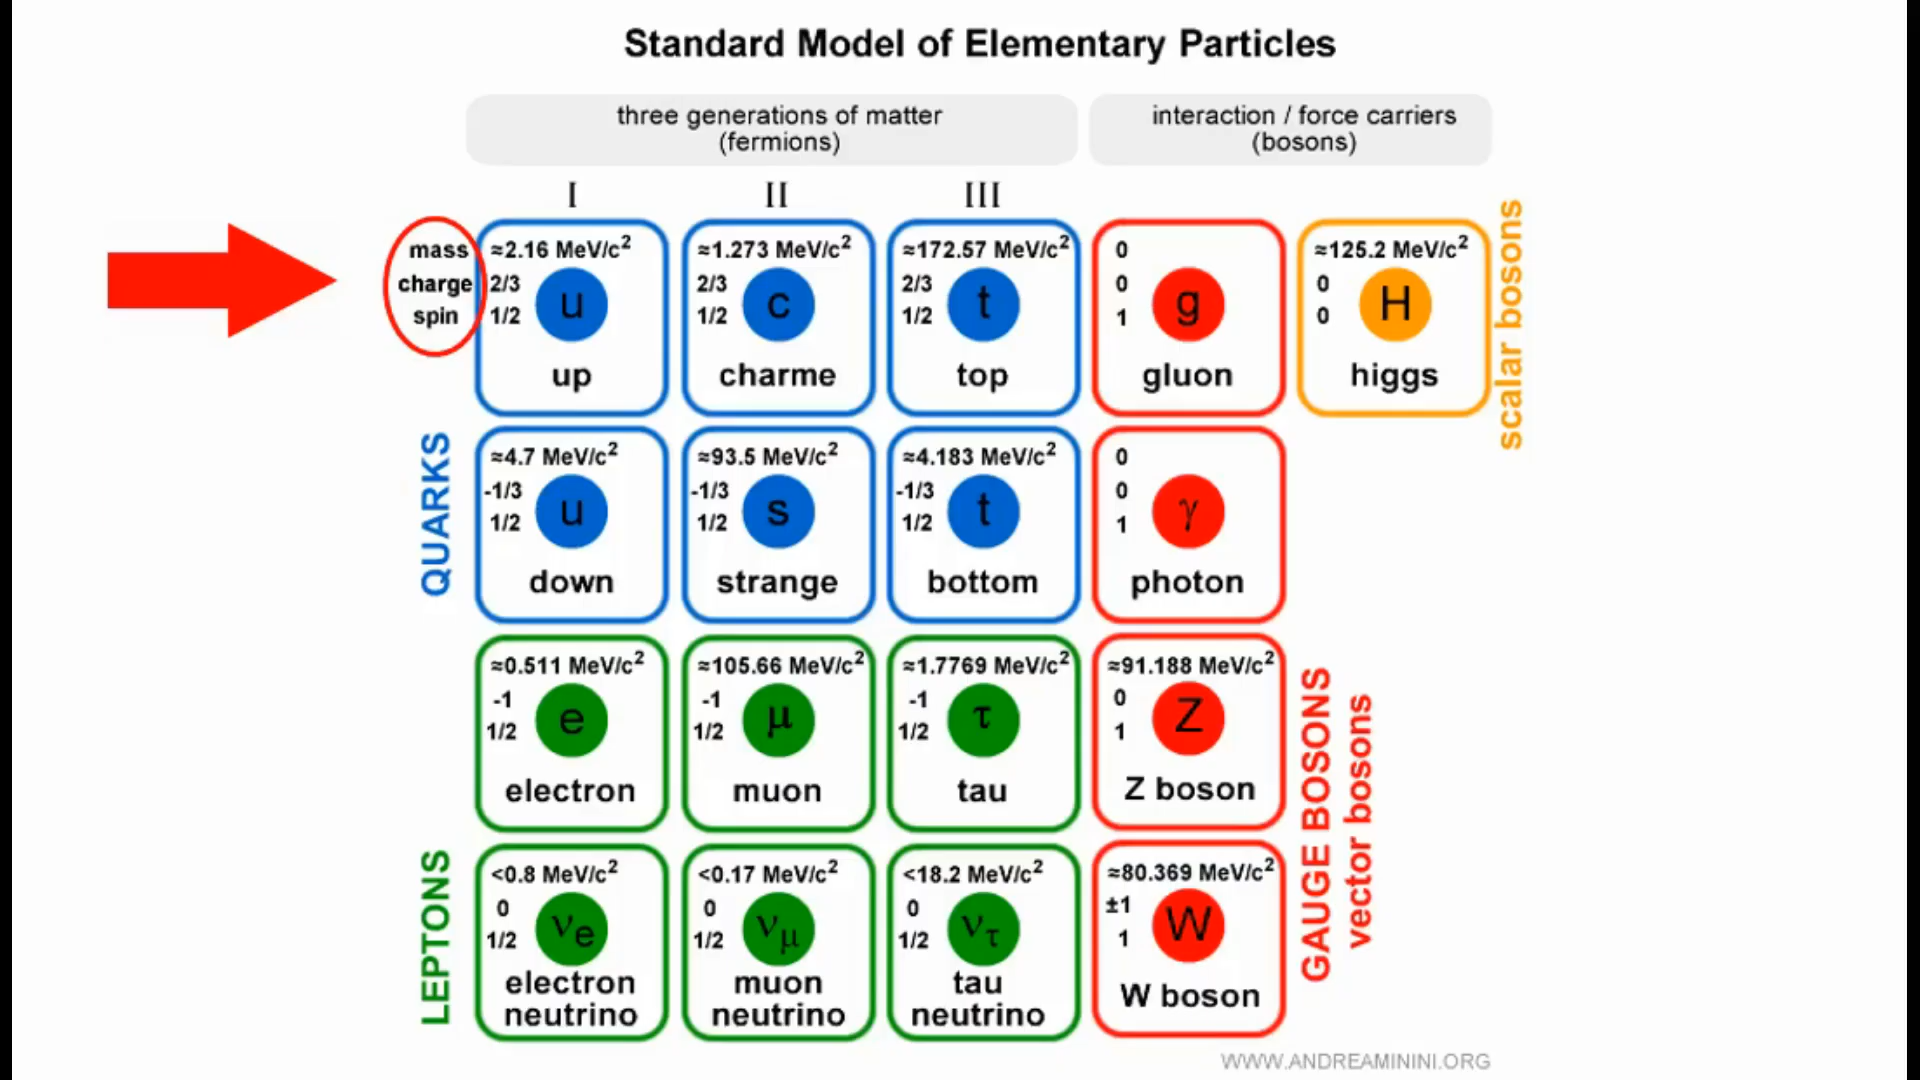 Standard Model of Elementary Particles
three generations of matter
(fermions)
interaction / force carriers
(bosons)
I
II
III
mass
charge
spin
≈2.16 MeV/c²
2/3
1/2
u
up
≈1.273 MeV/c²
2/3
1/2
c
charme
≈172.57 MeV/c²
2/3
1/2
t
top
0
0
1
g
gluon
≈125.2 MeV/c²
0
0
H
higgs
scalar bosons
QUARKS
≈4.7 MeV/c²
-1/3
1/2
u
down
≈93.5 MeV/c²
-1/3
1/2
s
strange
≈4.183 MeV/c²
-1/3
1/2
t
bottom
0
0
1
γ
photon
≈0.511 MeV/c²
-1
1/2
e
electron
≈105.66 MeV/c²
-1
1/2
μ
muon
≈1.7769 MeV/c²
-1
1/2
τ
tau
≈91.188 MeV/c²
0
1
Z
Z boson
GAUGE BOSONS
vector bosons
LEPTONS
<0.8 MeV/c²
0
1/2
νe
electron
neutrino
<0.17 MeV/c²
0
1/2
νμ
muon
neutrino
<18.2 MeV/c²
0
1/2
ντ
tau
neutrino
≈80.369 MeV/c²
±1
1
W
W boson
WWW.ANDREAMININI.ORG